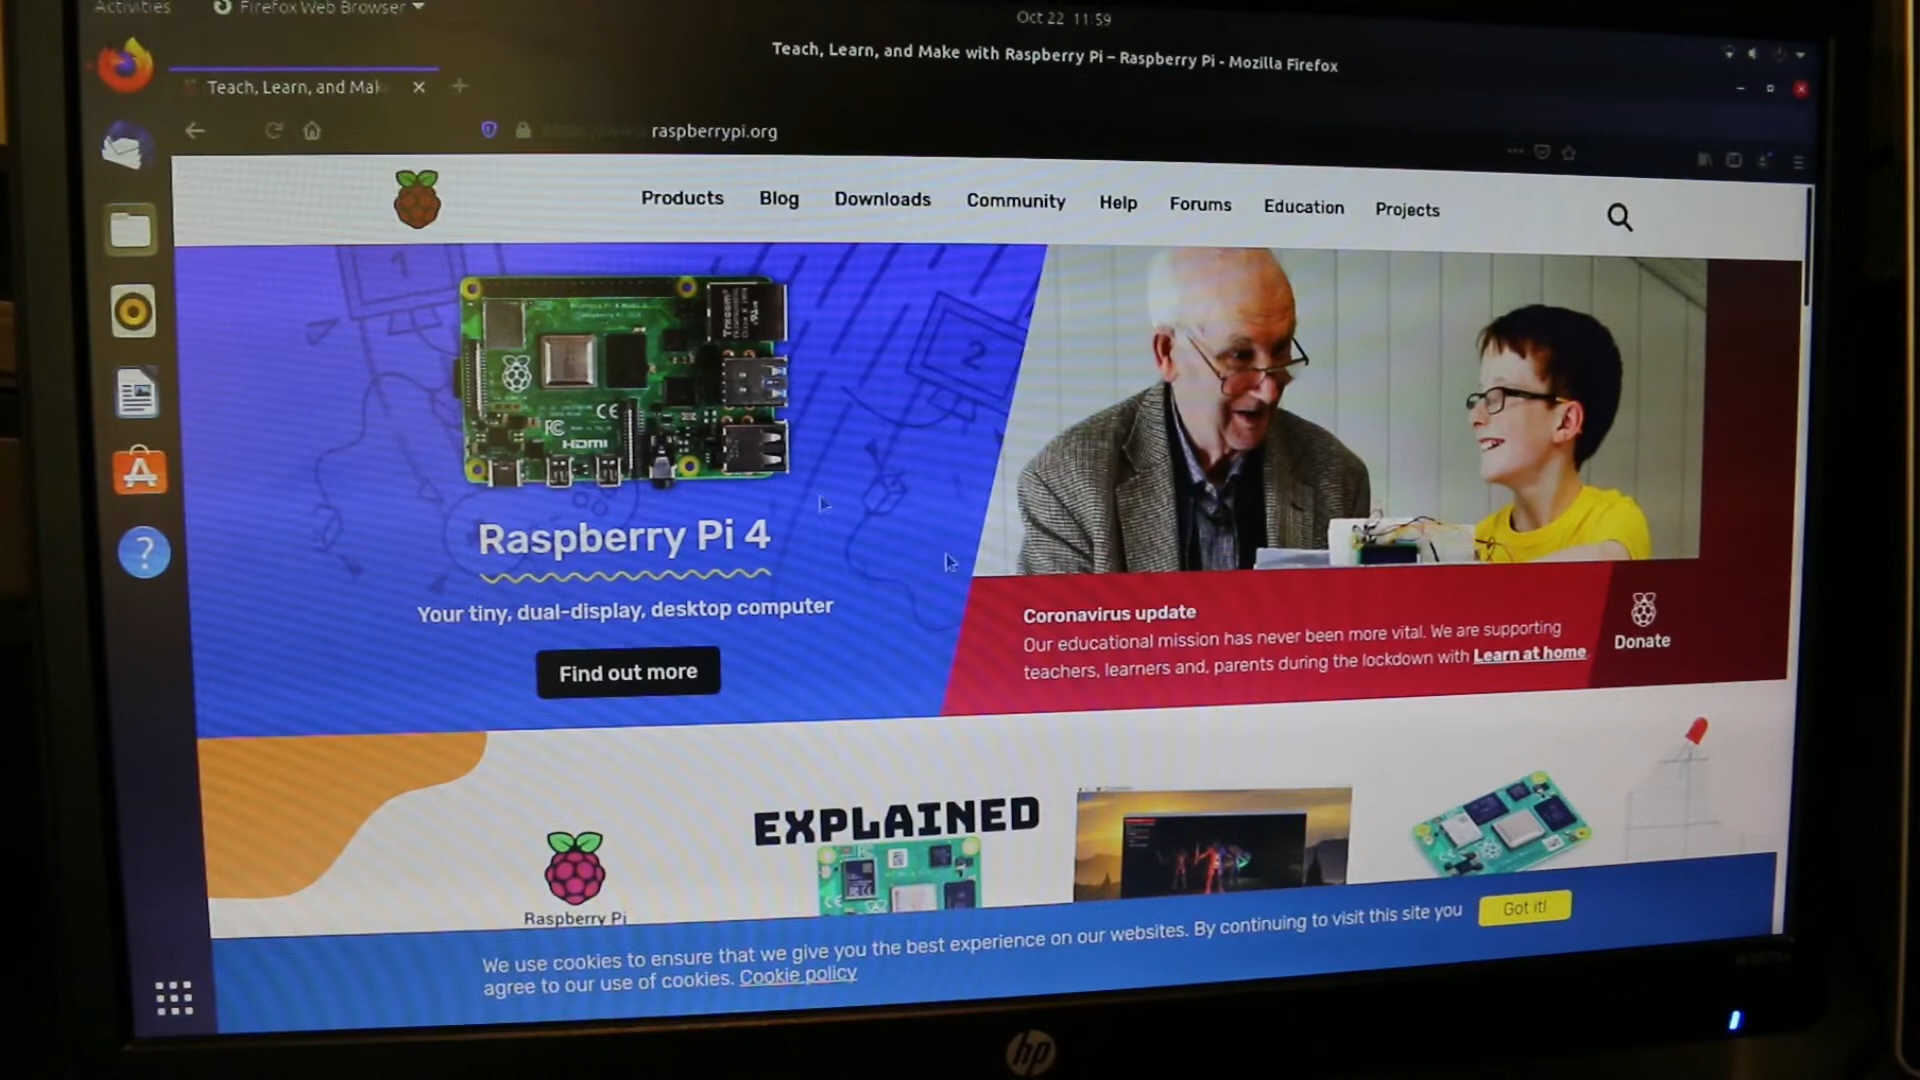 Activities
Firefox Web Browser
Oct 22 11:59
Teach, Learn, and Make with Raspberry Pi – Raspberry Pi - Mozilla Firefox
Teach, Learn, and Mak
raspberrypi.org
Products Blog Downloads Community Help Forums Education Projects
1
2
CE
FC
HDMI
Raspberry Pi 4
Your tiny, dual-display, desktop computer
Find out more
Coronavirus update
Our educational mission has never been more vital. We are supporting
teachers, learners and, parents during the lockdown with Learn at home
Donate
EXPLAINED
Raspberry Pi
We use cookies to ensure that we give you the best experience on our websites. By continuing to visit this site you
agree to our use of cookies. Cookie policy
Got it!
hp